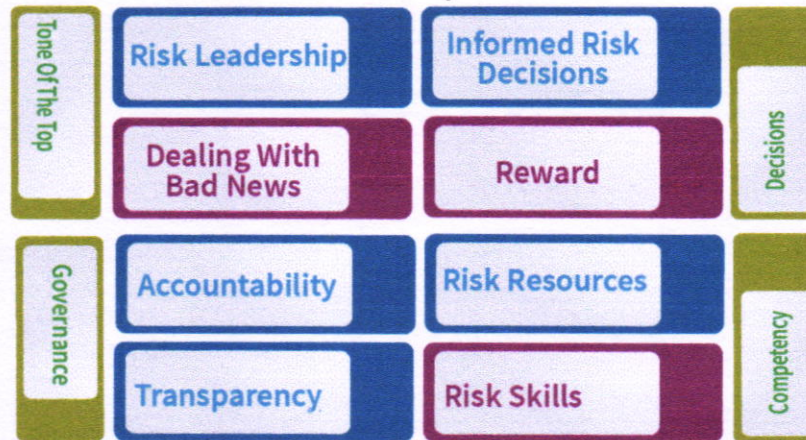 Tone Of The Top
Risk Leadership
Informed Risk
Decisions
Decisions
Dealing With
Bad News
Reward
Governance
Accountability
Risk Resources
Competency
Transparency
Risk Skills